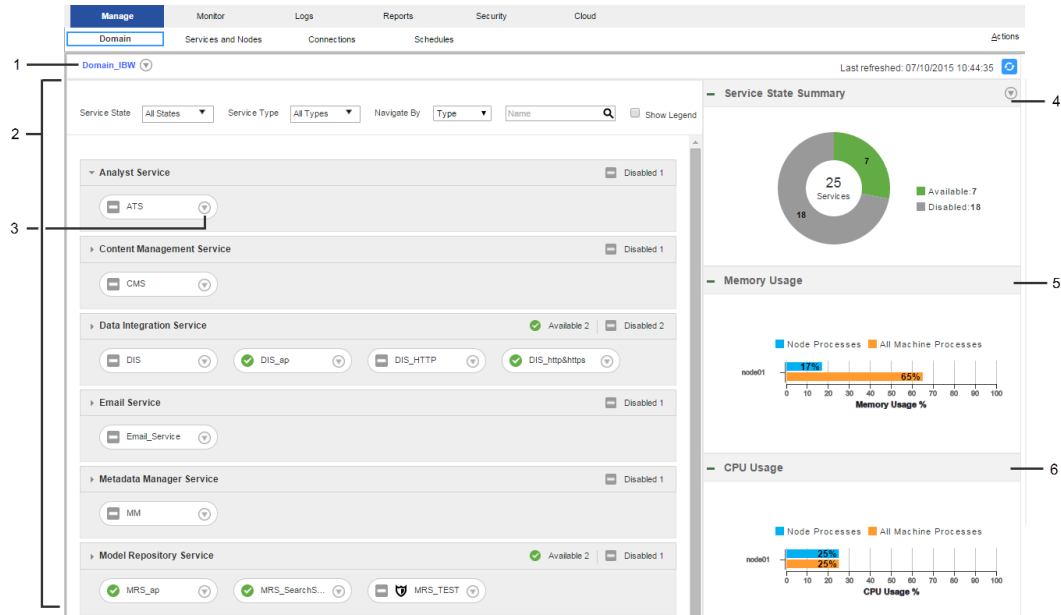 Manage Monitor Logs Reports Security Cloud
Domain Services and Nodes Connections Schedules Actions
1 Domain_IBW Last refreshed: 07/10/2015 10:44:35
2
Service State All States Service Type All Types Navigate By Type Name Show Legend
Analyst Service Disabled 1
ATS
3
Content Management Service Disabled 1
CMS
Data Integration Service Available 2 Disabled 2
DIS DIS_ap DIS_HTTP DIS_http&https
Email Service Disabled 1
Email_Service
Metadata Manager Service Disabled 1
MM
Model Repository Service Available 2 Disabled 1
MRS_ap MRS_SearchS... MRS_TEST
Service State Summary
4
7
25
Services
18
Available:7
Disabled:18
Memory Usage 5
Node Processes All Machine Processes
17%
node01
65%
0 10 20 30 40 50 60 70 80 90 100
Memory Usage %
CPU Usage 6
Node Processes All Machine Processes
25%
node01
25%
0 10 20 30 40 50 60 70 80 90 100
CPU Usage %